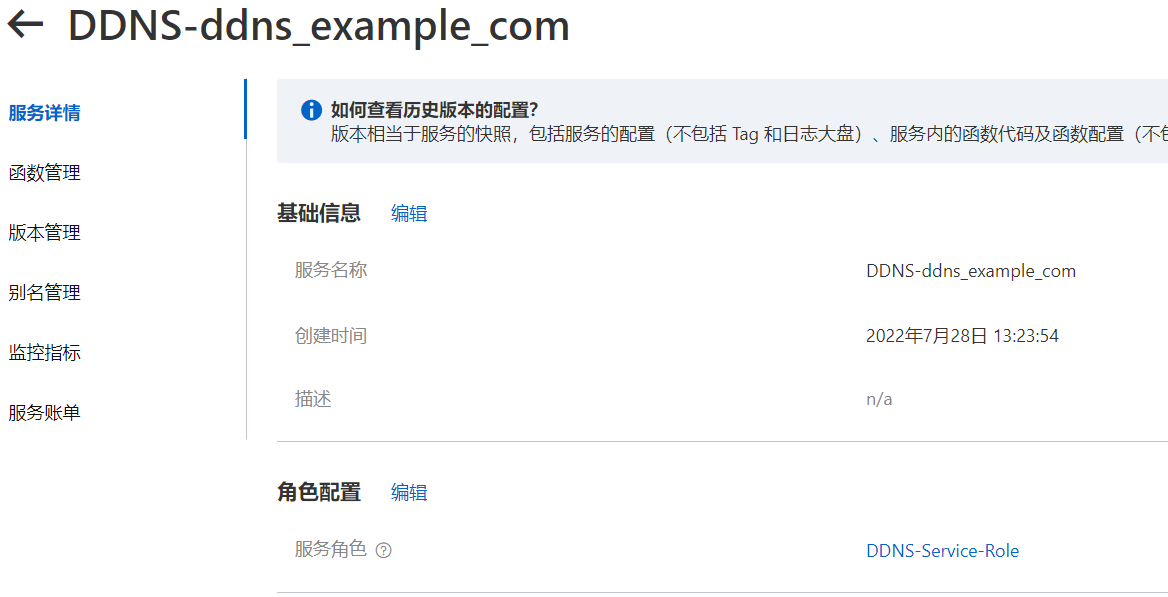 DDNS-ddns_example_com
服务详情
函数管理
版本管理
别名管理
监控指标
服务账单
如何查看历史版本的配置?
版本相当于服务的快照，包括服务的配置（不包括 Tag 和日志大盘）、服务内的函数代码及函数配置（不
基础信息 编辑
服务名称 DDNS-ddns_example_com
创建时间 2022年7月28日 13:23:54
描述 n/a
角色配置 编辑
服务角色 DDNS-Service-Role